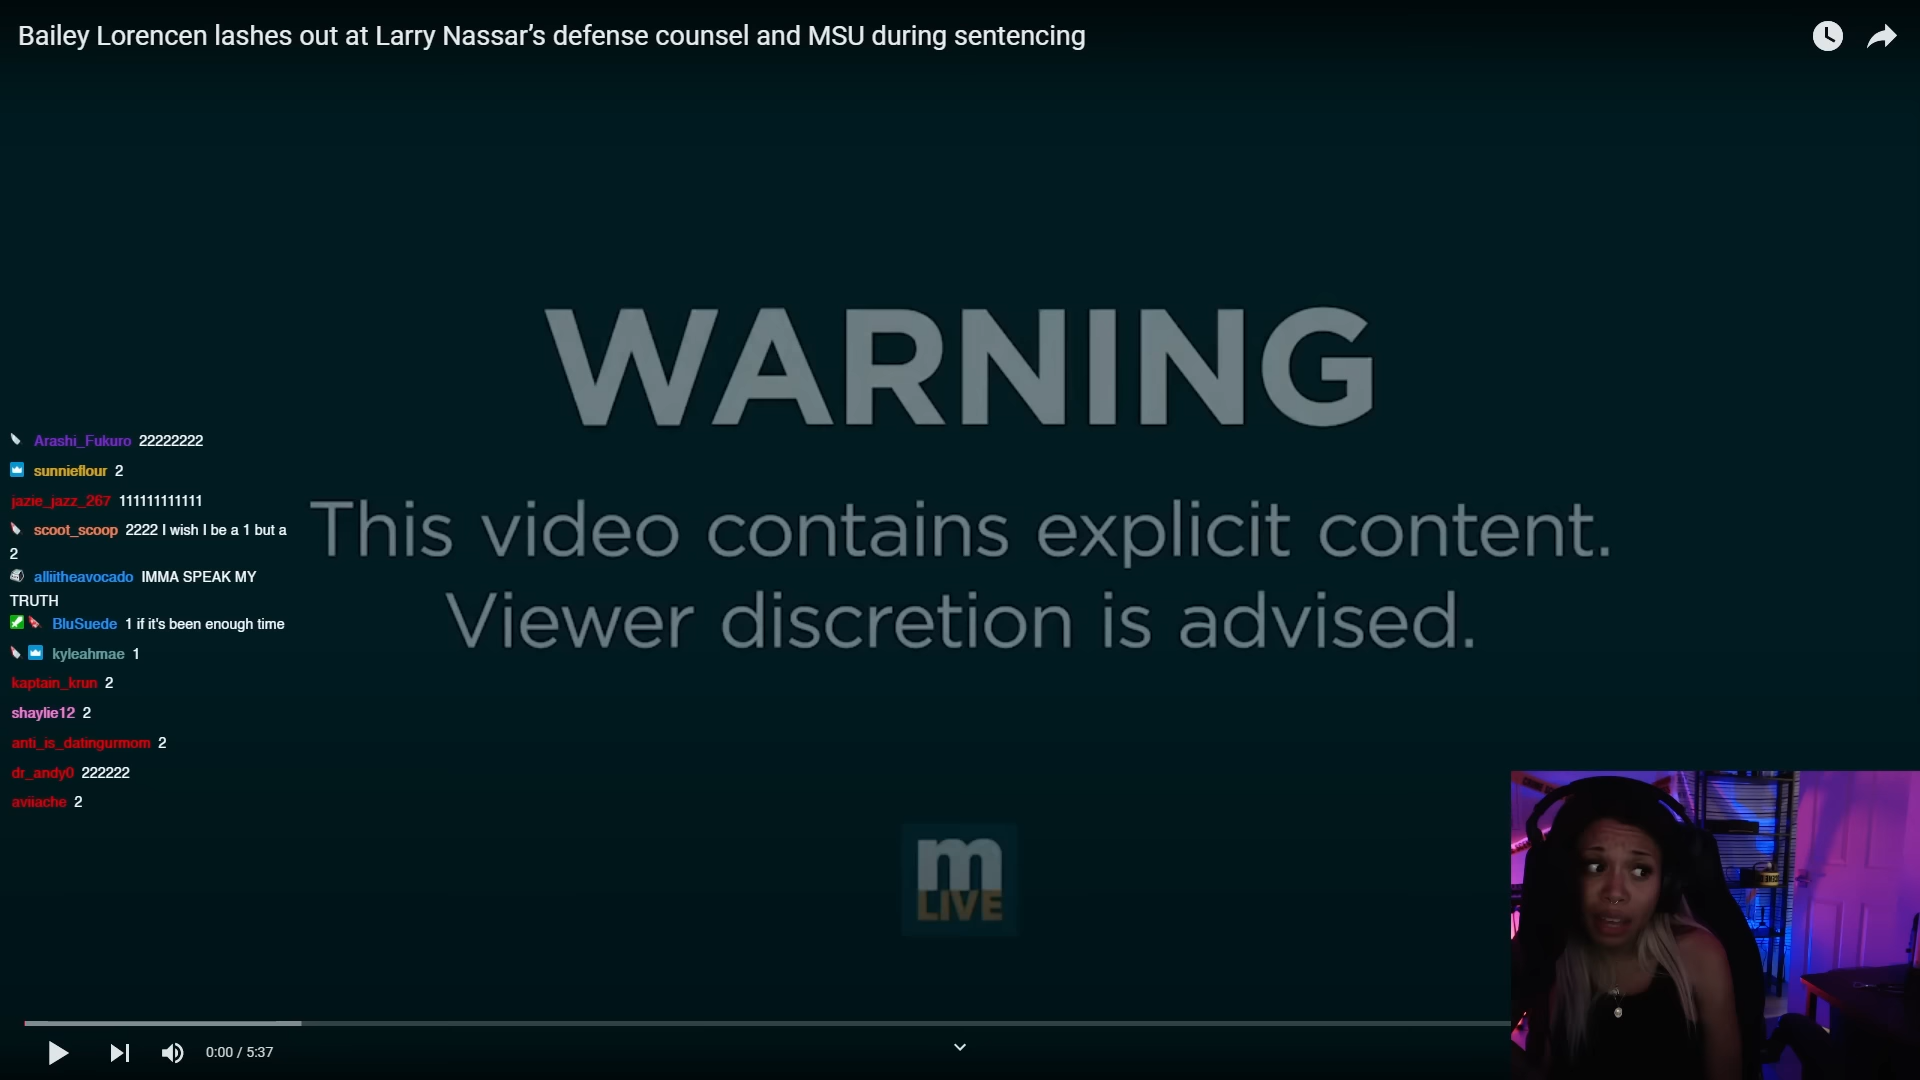 Bailey Lorencen lashes out at Larry Nassar’s defense counsel and MSU during sentencing
WARNING
This video contains explicit content.
Viewer discretion is advised.
Arashi_Fukuro 22222222
sunnieflour 2
jazie_jazz_267 111111111111
scoot_scoop 2222 I wish I be a 1 but a
2
alliitheavocado IMMA SPEAK MY
TRUTH
BluSuede 1 if it's been enough time
kyleahmae 1
kaptain_krun 2
shaylie12 2
anti_is_datingurmom 2
dr_andy0 222222
aviiache 2
m
LIVE
0:00 / 5:37